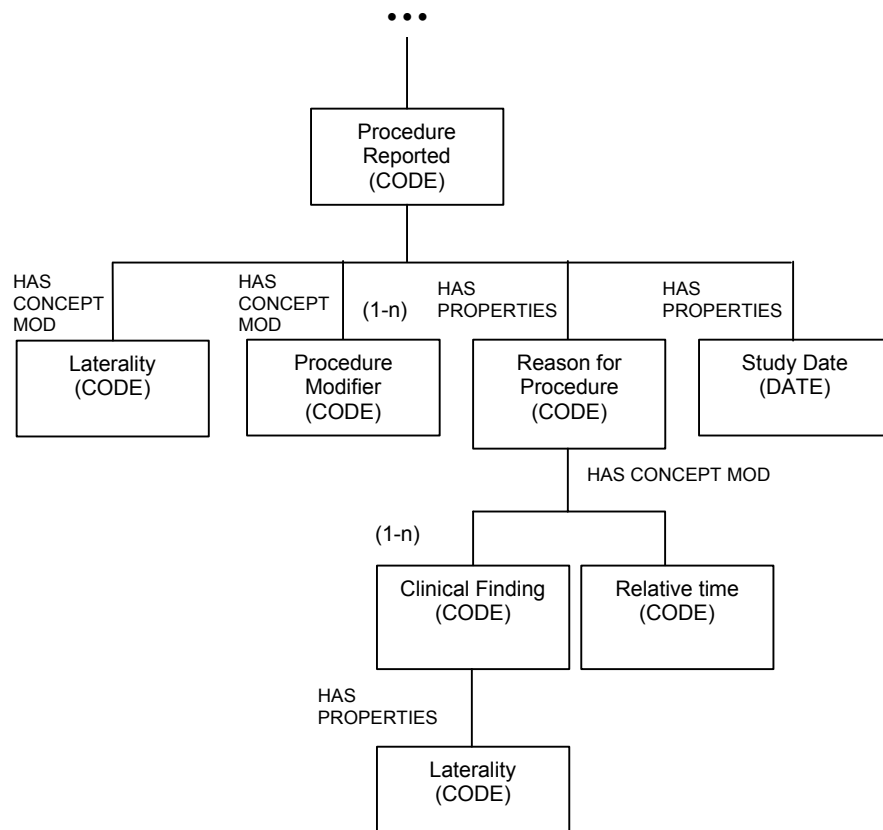 •••
Procedure
Reported
(CODE)
HAS
CONCEPT
MOD
HAS
CONCEPT
MOD
(1-n)
HAS
PROPERTIES
HAS
PROPERTIES
Laterality
(CODE)
Procedure
Modifier
(CODE)
Reason for
Procedure
(CODE)
Study Date
(DATE)
HAS CONCEPT MOD
(1-n)
Clinical Finding
(CODE)
Relative time
(CODE)
HAS
PROPERTIES
Laterality
(CODE)